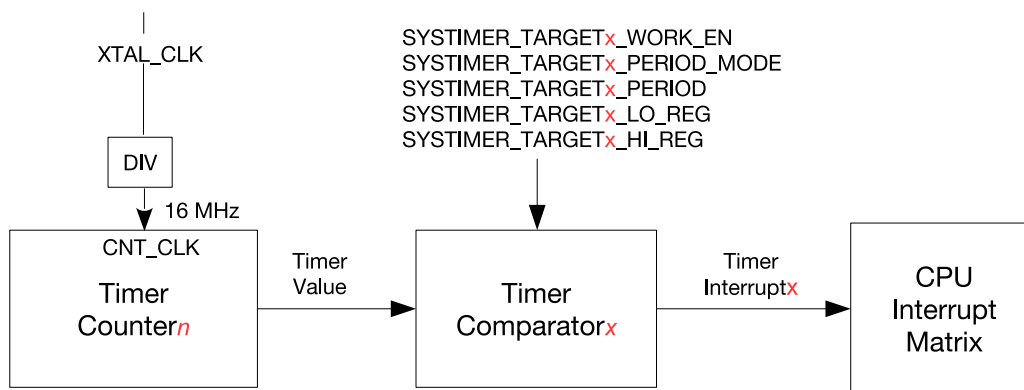 XTAL_CLK
DIV
16 MHz
SYSTIMER_TARGETx_WORK_EN
SYSTIMER_TARGETx_PERIOD_MODE
SYSTIMER_TARGETx_PERIOD
SYSTIMER_TARGETx_LO_REG
SYSTIMER_TARGETx_HI_REG
CNT_CLK
Timer
Countern
Timer
Value
Timer
Comparatorx
Timer
Interruptx
CPU
Interrupt
Matrix